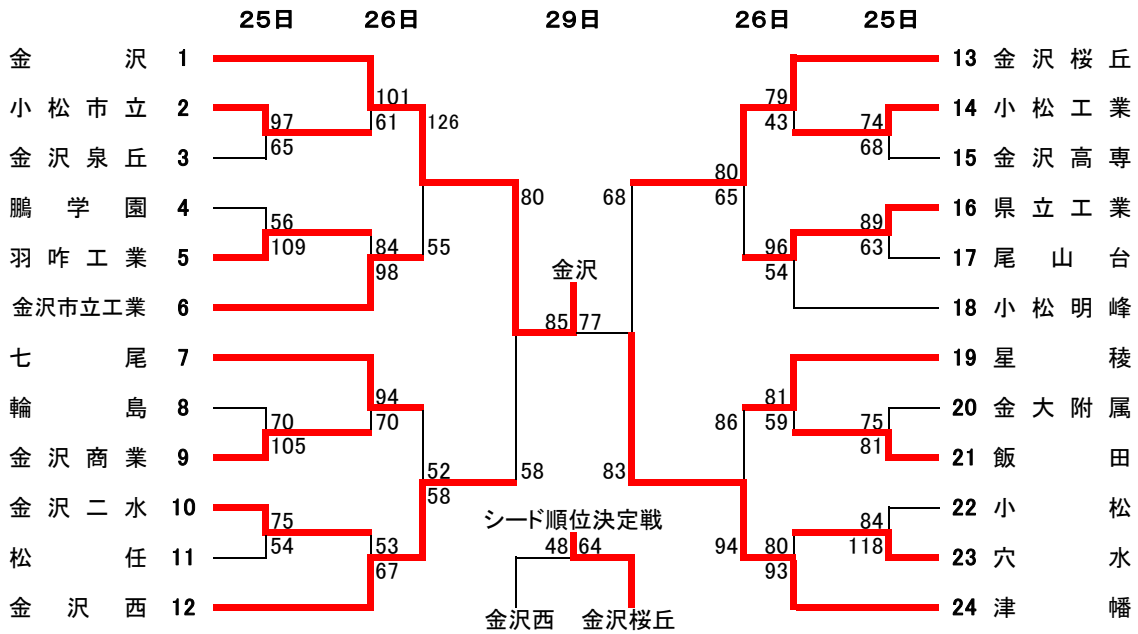 25日 26日 29日 26日 25日
金沢 1
13 金沢桜丘
小松市立 2
101
79
14 小松工業
97
61
126
43
74
金沢泉丘 3
65
68
15 金沢高専
80
68
80
65
鵬学園 4
16 県立工業
56
89
羽咋工業 5
109
84
55
96
63
17 尾山台
98
54
金沢
金沢市立工業 6
18 小松明峰
85 77
七尾 7
19 星稜
94
81
輪島 8
70
70
86
59
75
20 金大附属
金沢商業 9
105
81
21 飯田
52
58
58
83
金沢二水 10
22 小松
75
シード順位決定戦
84
松任 11
54
53
48 64
94
80
118
23 穴水
67
93
金沢西 12
金沢西 金沢桜丘
24 津幡